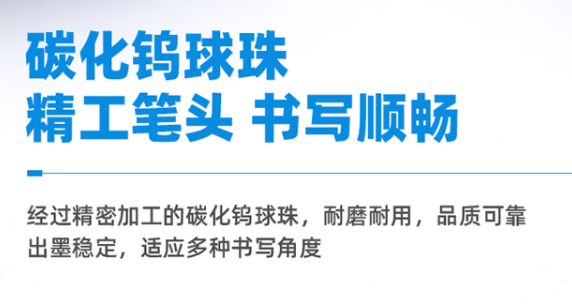 碳化钨球珠
精工笔头 书写顺畅
经过精密加工的碳化钨球珠，耐磨耐用，品质可靠
出墨稳定，适应多种书写角度